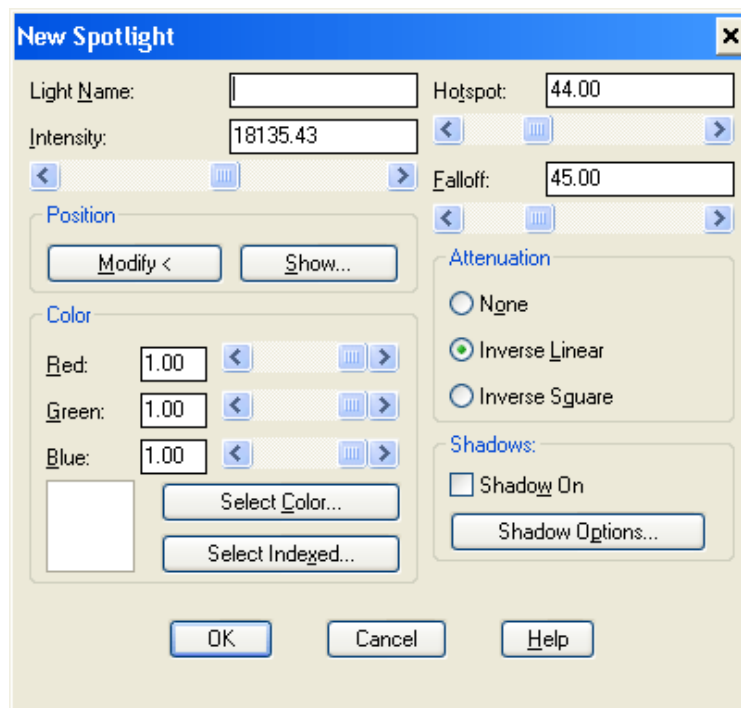 New Spotlight
Light Name:
Intensity: 18135.43
Position
Modify < Show...
Color
Red: 1.00
Green: 1.00
Blue: 1.00
Select Color...
Select Indexed...
Hotspot: 44.00
Falloff: 45.00
Attenuation
None
Inverse Linear
Inverse Square
Shadows:
Shadow On
Shadow Options...
OK Cancel Help